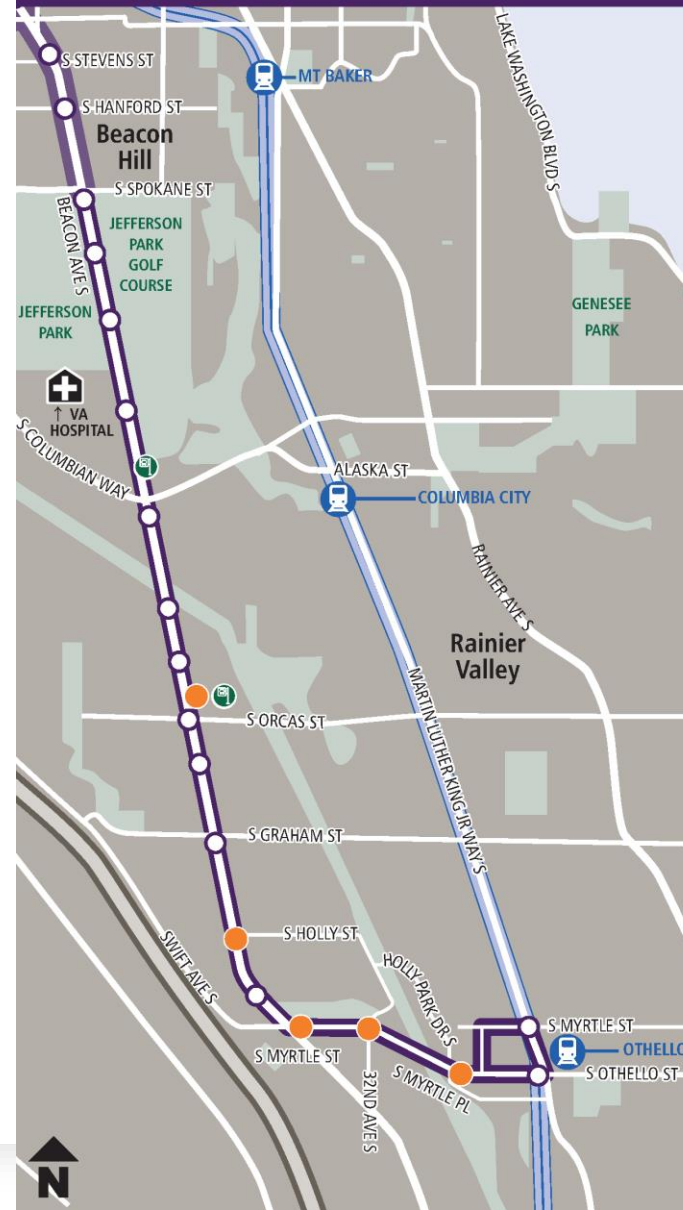 S STEVENS ST
MT BAKER
LAKE WASHINGTON BLVD S
S HANFORD ST
Beacon
Hill
S SPOKANE ST
BEACON AVE S
JEFFERSON
PARK
GOLF
COURSE
JEFFERSON
PARK
GENESEE
PARK
↑ VA
HOSPITAL
S COLUMBIAN WAY
ALASKA ST
COLUMBIA CITY
RAINIER AVE S
Rainier
Valley
MARTIN LUTHER KING JR WAY S
S ORCAS ST
S GRAHAM ST
S HOLLY ST
SWIFT AVE S
HOLLY PARK DR S
S MYRTLE ST
S MYRTLE ST
OTHELLO
S OTHELLO ST
S MYRTLE PL
32ND AVE S
N